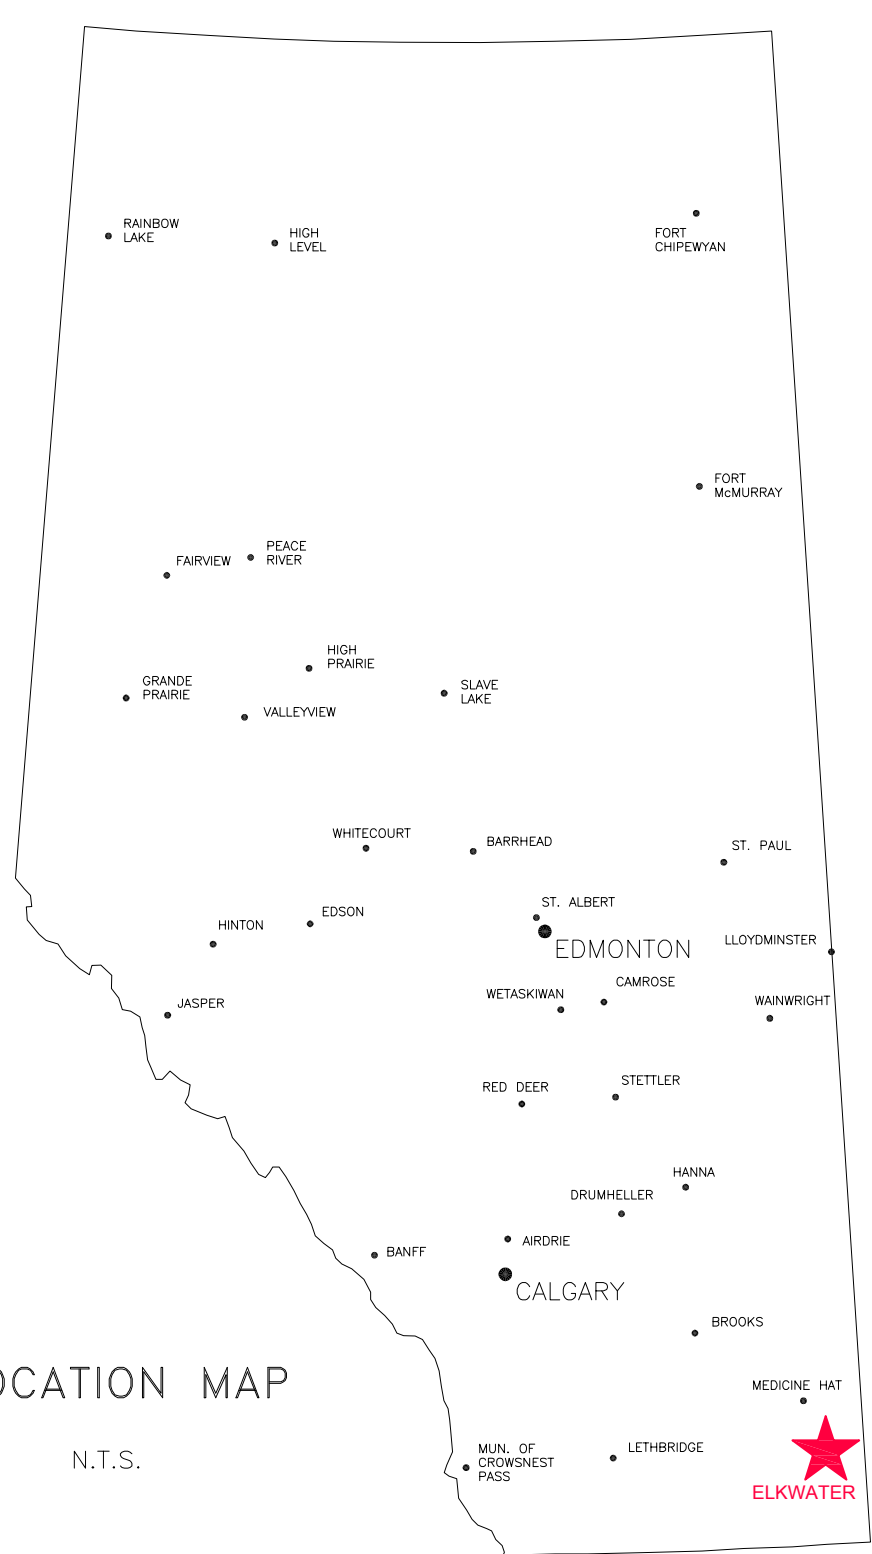 RAINBOW
LAKE
HIGH
LEVEL
FORT
CHIPEWYAN
FORT
McMURRAY
PEACE
RIVER
FAIRVIEW
HIGH
PRAIRIE
GRANDE
PRAIRIE
SLAVE
LAKE
VALLEYVIEW
WHITECOURT
BARRHEAD
ST. PAUL
ST. ALBERT
EDSON
HINTON
EDMONTON
LLOYDMINSTER
CAMROSE
WETASKIWAN
WAINWRIGHT
JASPER
STETTLER
RED DEER
HANNA
DRUMHELLER
AIRDRIE
BANFF
CALGARY
BROOKS
OCATION MAP
MEDICINE HAT
N.T.S.
MUN. OF
CROWSNEST
PASS
LETHBRIDGE
ELKWATER